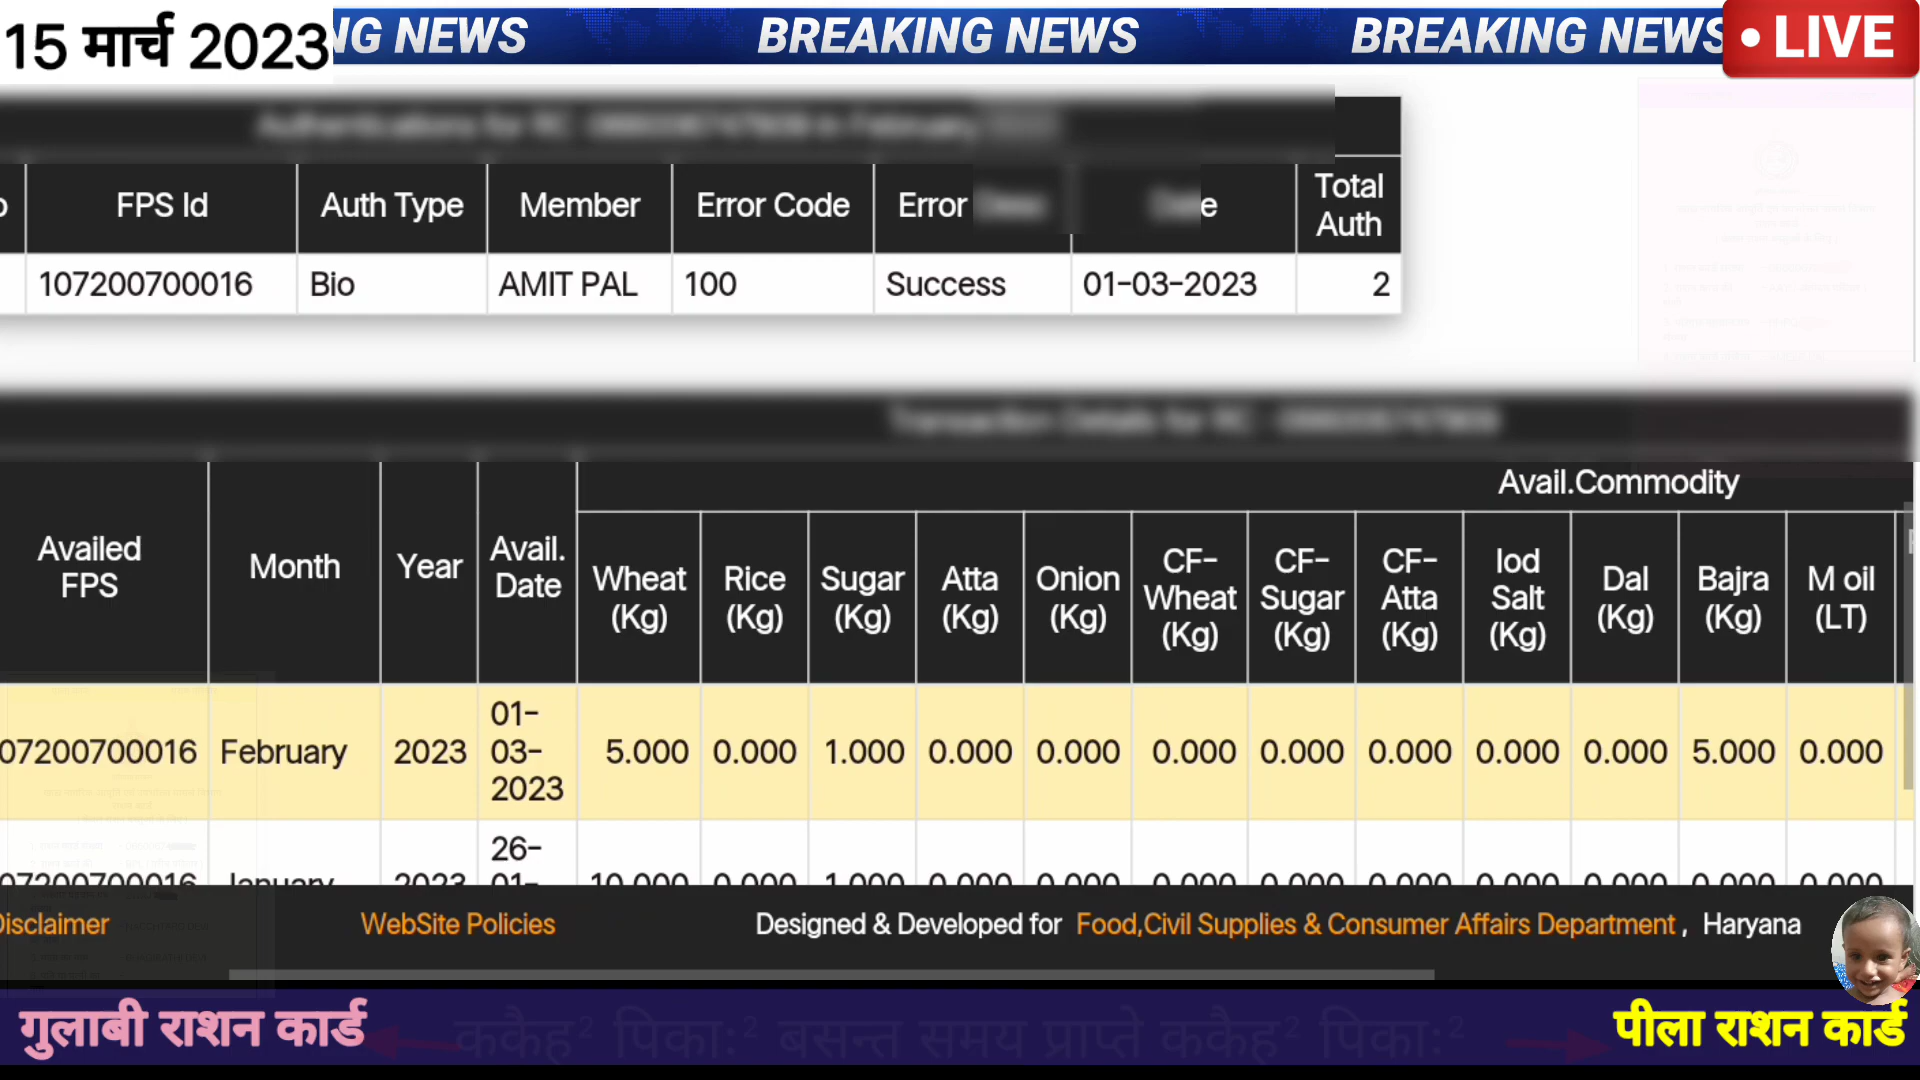 15 मार्च 2023
NG NEWS BREAKING NEWS BREAKING NEWS
• LIVE
FPS Id Auth Type Member Error Code Error Date Total Auth
107200700016 Bio AMIT PAL 100 Success 01-03-2023 2
Avail.Commodity
Availed FPS Month Year Avail. Date Wheat (Kg) Rice (Kg) Sugar (Kg) Atta (Kg) Onion (Kg) CF-Wheat (Kg) CF-Sugar (Kg) CF-Atta (Kg) Iod Salt (Kg) Dal (Kg) Bajra (Kg) M oil (LT)
07200700016 February 2023 01-03-2023 5.000 0.000 1.000 0.000 0.000 0.000 0.000 0.000 0.000 0.000 5.000 0.000
07200700016 January 2023 26-01- 10.000 0.000 1.000 0.000 0.000 0.000 0.000 0.000 0.000 0.000 0.000 0.000
Disclaimer WebSite Policies Designed & Developed for Food,Civil Supplies & Consumer Affairs Department , Haryana
गुलाबी राशन कार्ड ककैह² पिकाः² बसन्त समय प्राप्ते ककैह² पिकाः² पीला राशन कार्ड